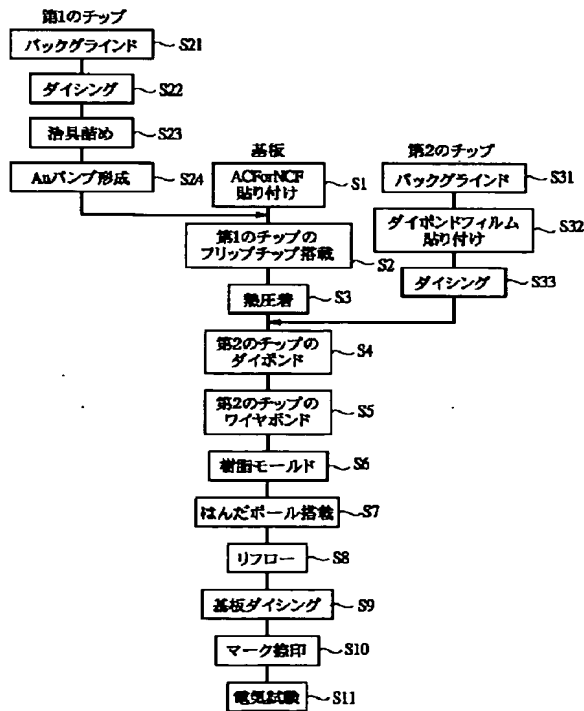 第1のチップ
バックグラインド
S21
ダイシング
S22
治具詰め
S23
Auバンプ形成
S24
基板
ACForNCF
貼り付け
S1
第2のチップ
バックグラインド
S31
ダイボンドフィルム
貼り付け
S32
ダイシング
S33
第1のチップの
フリップチップ搭載
S2
熱圧着
S3
第2のチップの
ダイボンド
S4
第2のチップの
ワイヤボンド
S5
樹脂モールド
S6
はんだボール搭載
S7
リフロー
S8
基板ダイシング
S9
マーク捺印
S10
電気試験
S11